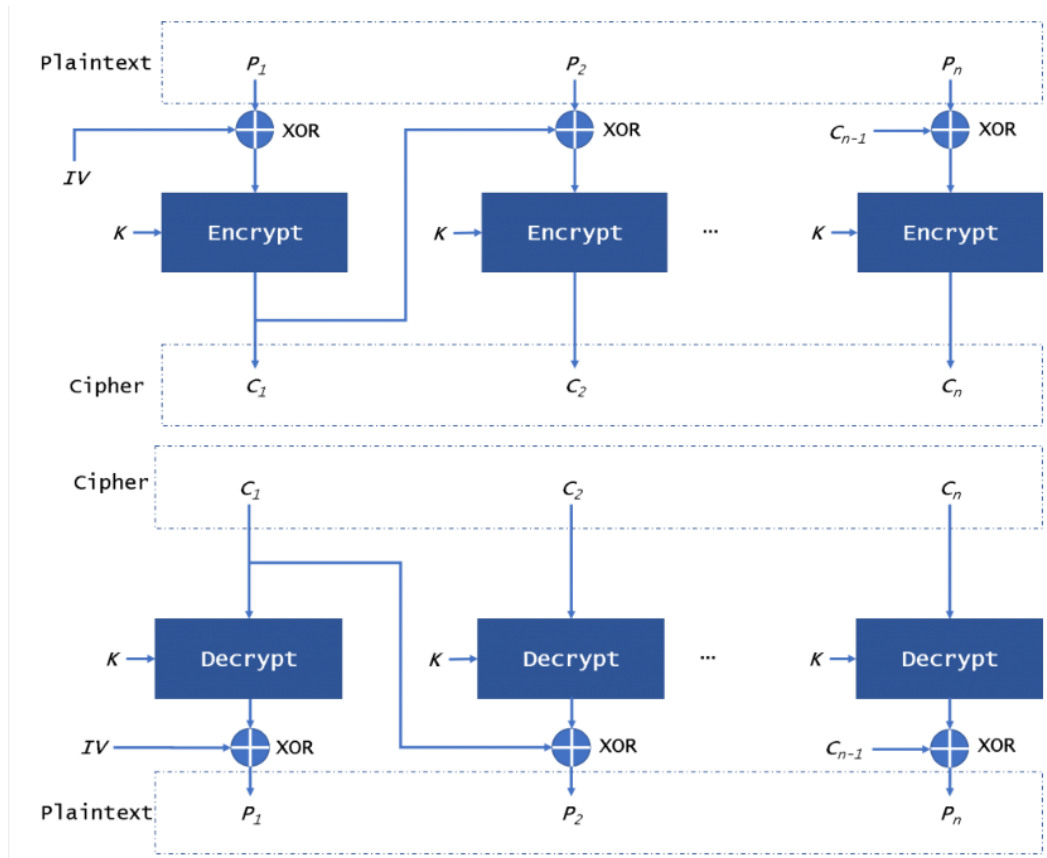 Plaintext P1 P2 Pn
XOR XOR Cn-1 XOR
IV
K Encrypt K Encrypt ... K Encrypt
Cipher C1 C2 Cn
Cipher C1 C2 Cn
K Decrypt K Decrypt ... K Decrypt
IV XOR XOR Cn-1 XOR
Plaintext P1 P2 Pn